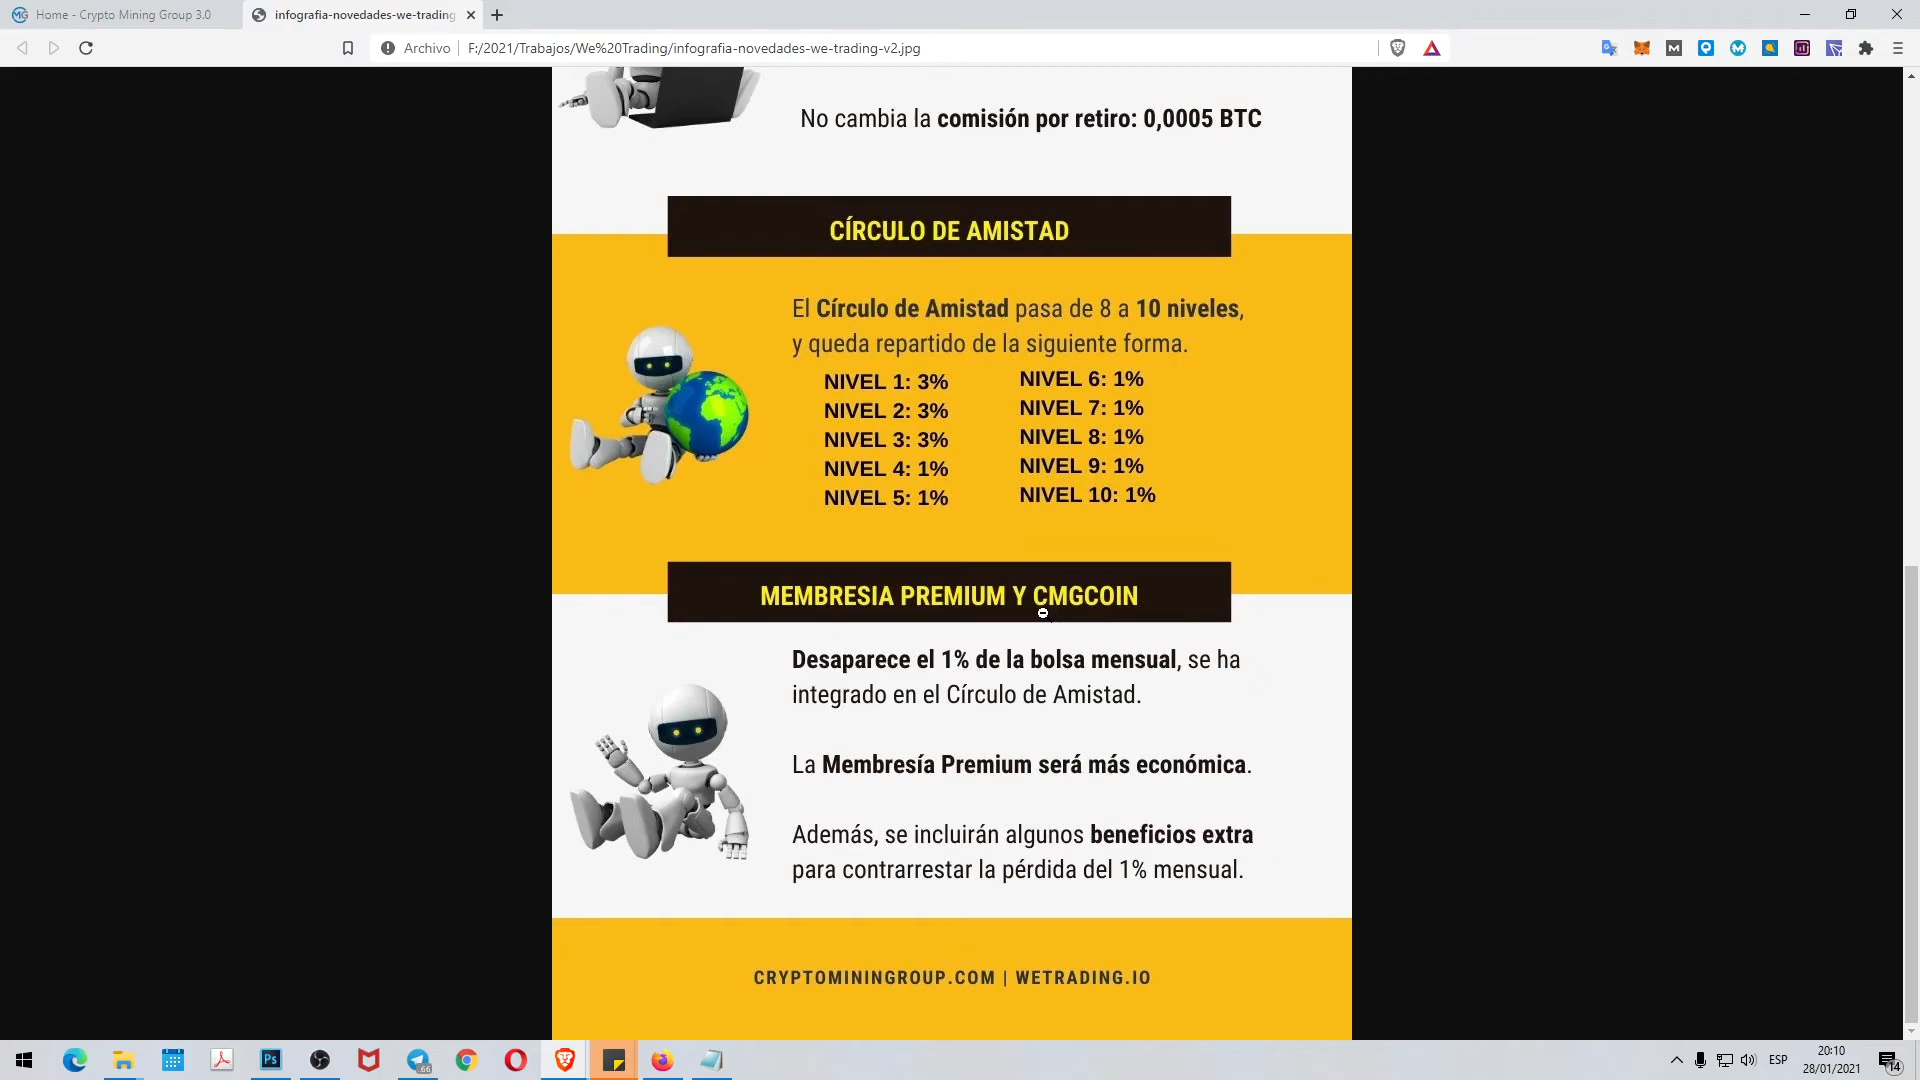 Home - Crypto Mining Group 3.0
infografia-novedades-we-trading
Archivo
F:/2021/Trabajos/We%20Trading/infografia-novedades-we-trading-v2.jpg
No cambia la comisión por retiro: 0,0005 BTC
CÍRCULO DE AMISTAD
El Círculo de Amistad pasa de 8 a 10 niveles,
y queda repartido de la siguiente forma.
NIVEL 1: 3%
NIVEL 2: 3%
NIVEL 3: 3%
NIVEL 4: 1%
NIVEL 5: 1%
NIVEL 6: 1%
NIVEL 7: 1%
NIVEL 8: 1%
NIVEL 9: 1%
NIVEL 10: 1%
MEMBRESIA PREMIUM Y CMGCOIN
Desaparece el 1% de la bolsa mensual, se ha
integrado en el Círculo de Amistad.
La Membresía Premium será más económica.
Además, se incluirán algunos beneficios extra
para contrarrestar la pérdida del 1% mensual.
CRYPTOMININGROUP.COM | WETRADING.IO
Ps
66
ESP
20:10
28/01/2021
14